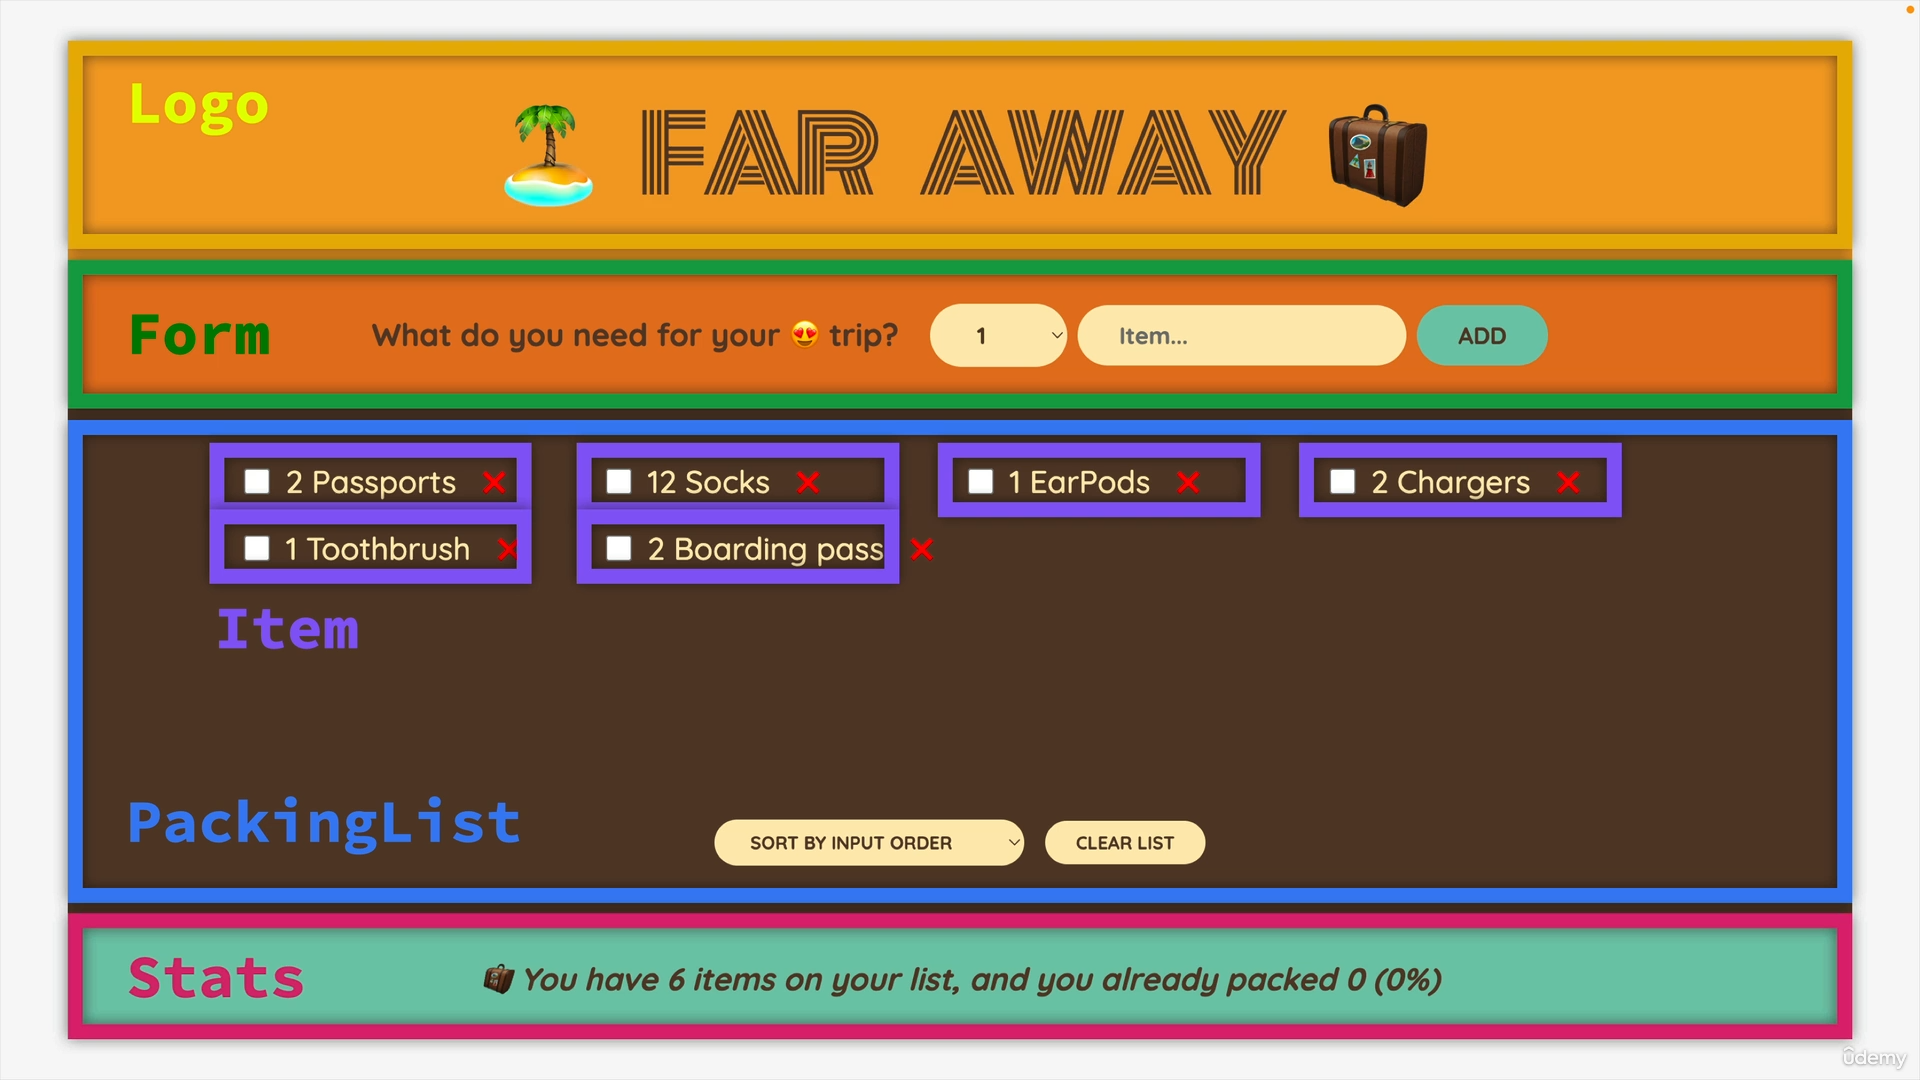 Logo
FAR AWAY
Form
What do you need for your 😍 trip?
1
Item...
ADD
2 Passports ❌
12 Socks ❌
1 EarPods ❌
2 Chargers ❌
1 Toothbrush ❌
2 Boarding pass ❌
Item
PackingList
SORT BY INPUT ORDER
CLEAR LIST
Stats
You have 6 items on your list, and you already packed 0 (0%)
ûdemy